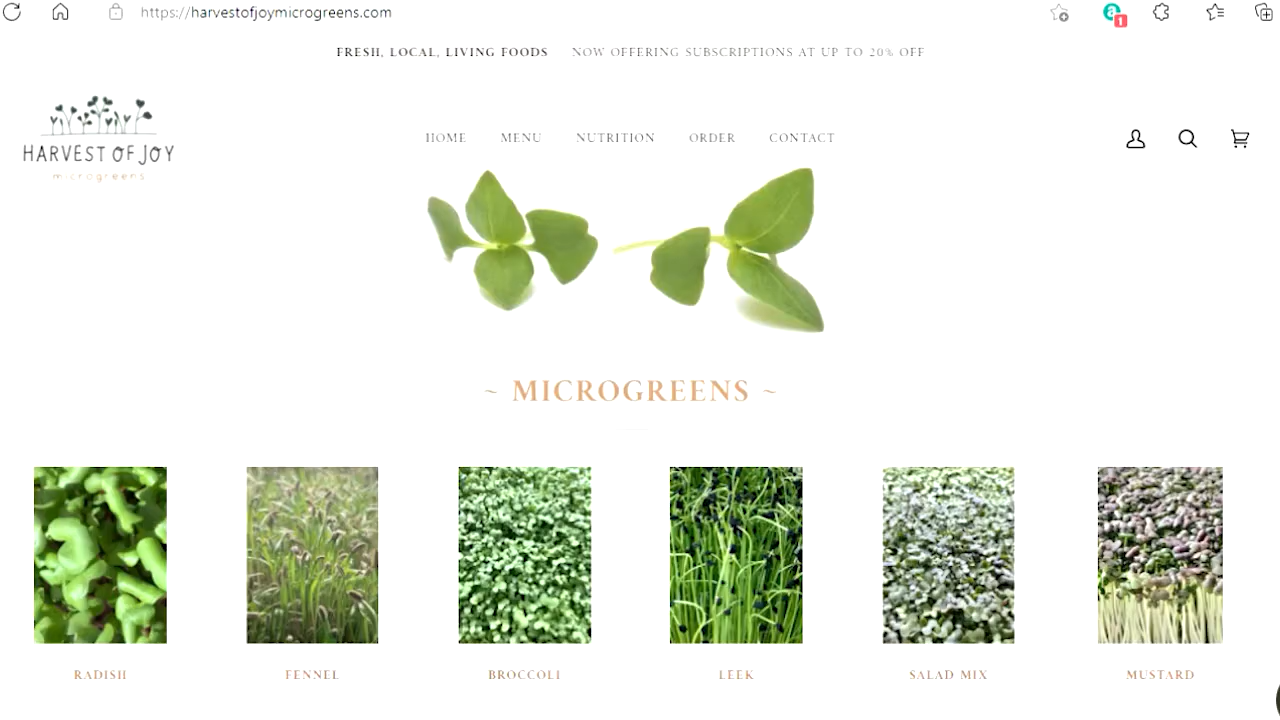 https://harvestofjoymicrogreens.com
1
FRESH, LOCAL, LIVING FOODS NOW OFFERING SUBSCRIPTIONS AT UP TO 20% OFF
HARVEST OF JOY
microgreens
HOME MENU NUTRITION ORDER CONTACT
~ MICROGREENS ~
RADISH FENNEL BROCCOLI LEEK SALAD MIX MUSTARD